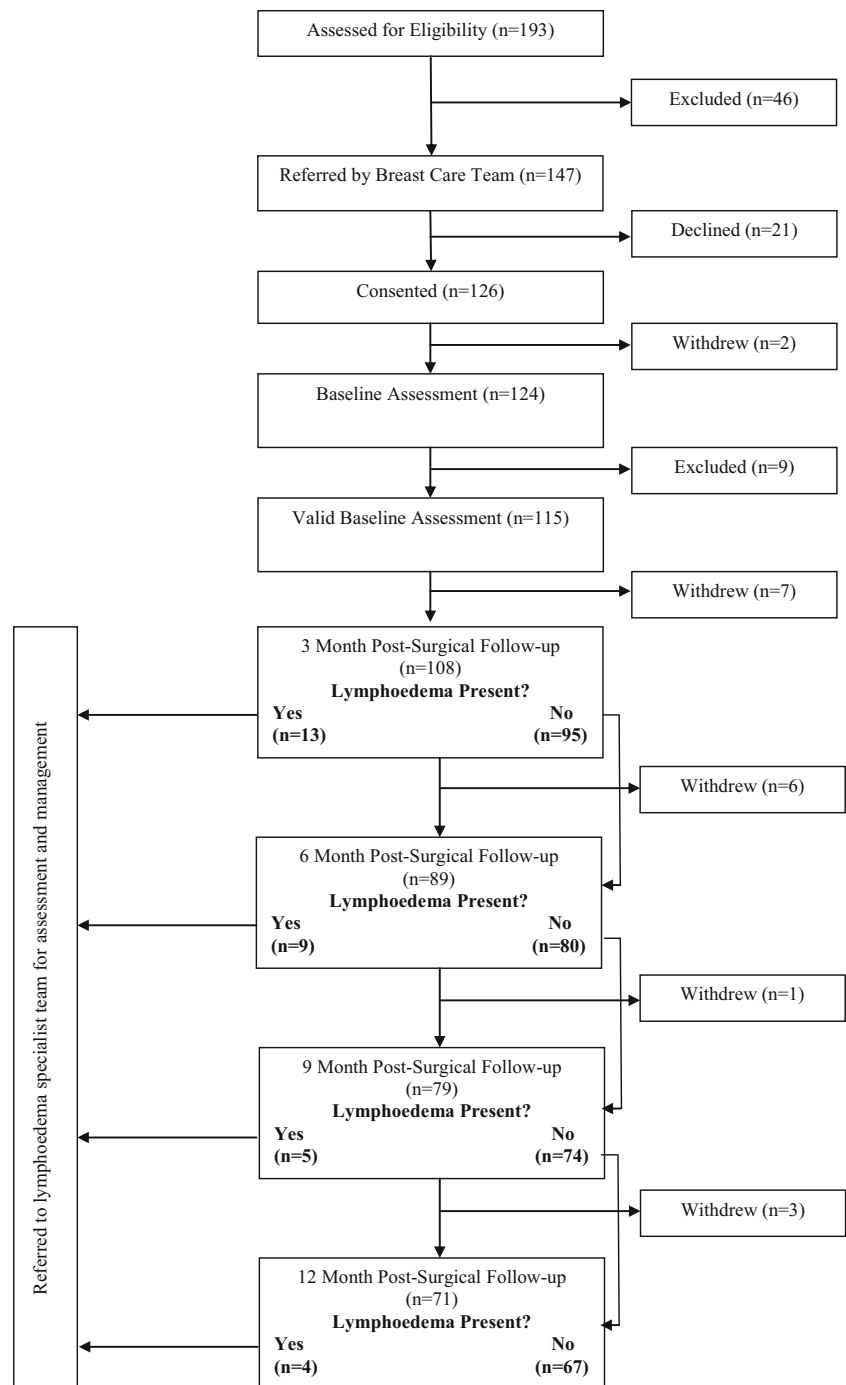 Assessed for Eligibility (n=193)
Excluded (n=46)
Referred by Breast Care Team (n=147)
Declined (n=21)
Consented (n=126)
Withdrew (n=2)
Baseline Assessment (n=124)
Excluded (n=9)
Valid Baseline Assessment (n=115)
Withdrew (n=7)
Referred to lymphoedema specialist team for assessment and management
3 Month Post-Surgical Follow-up
(n=108)
Lymphoedema Present?
Yes No
(n=13) (n=95)
Withdrew (n=6)
6 Month Post-Surgical Follow-up
(n=89)
Lymphoedema Present?
Yes No
(n=9) (n=80)
Withdrew (n=1)
9 Month Post-Surgical Follow-up
(n=79)
Lymphoedema Present?
Yes No
(n=5) (n=74)
Withdrew (n=3)
12 Month Post-Surgical Follow-up
(n=71)
Lymphoedema Present?
Yes No
(n=4) (n=67)